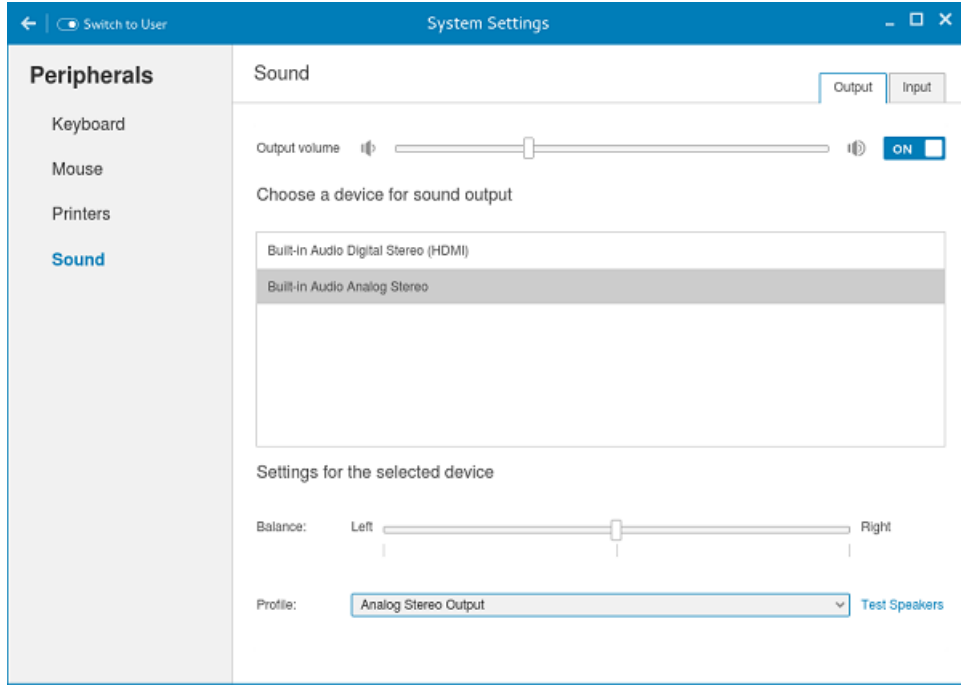 Switch to User
System Settings
Peripherals
Keyboard
Mouse
Printers
Sound
Sound
Output
Input
Output volume
ON
Choose a device for sound output
Built-in Audio Digital Stereo (HDMI)
Built-in Audio Analog Stereo
Settings for the selected device
Balance:
Left
Right
Profile:
Analog Stereo Output
Test Speakers